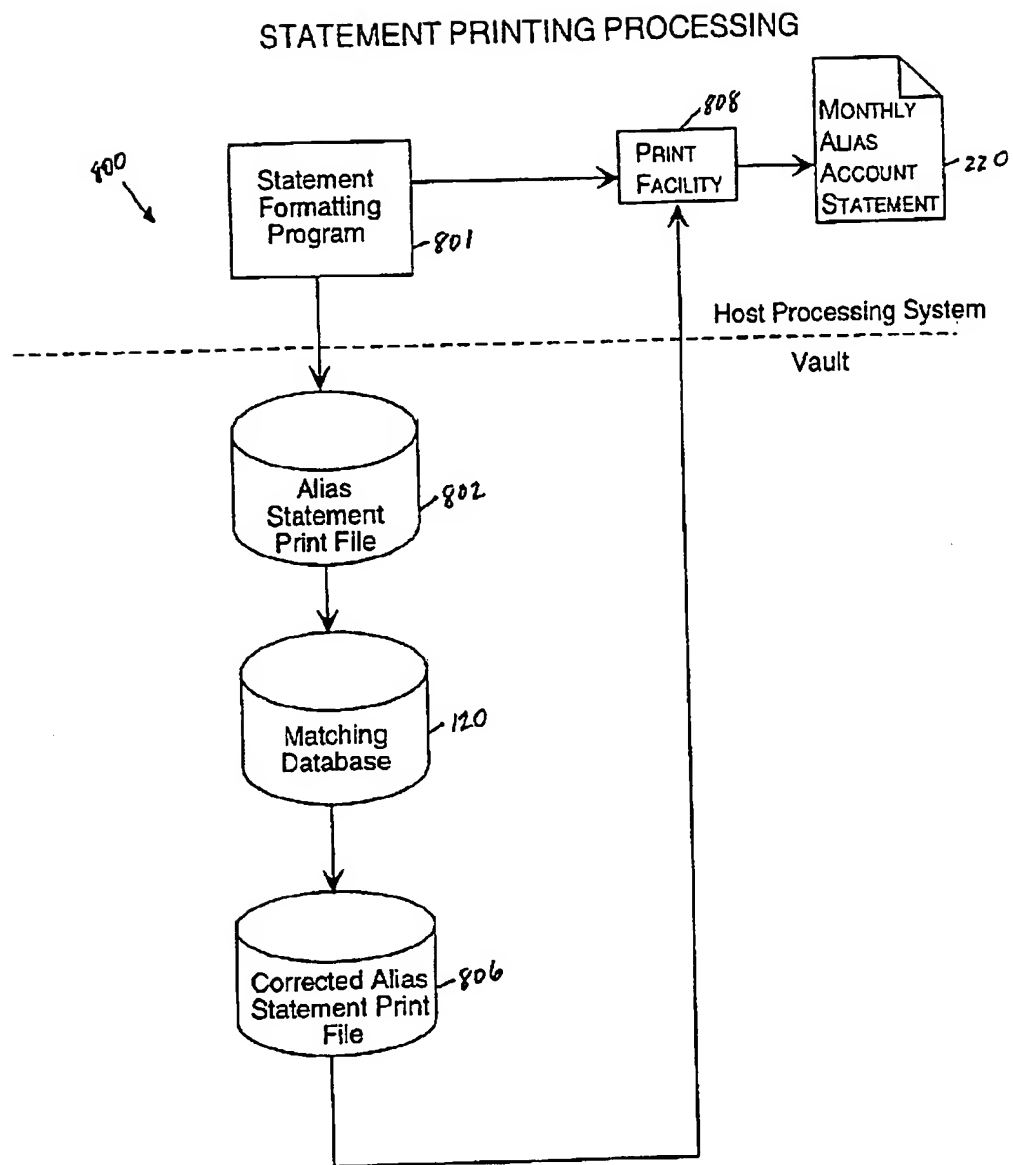 STATEMENT PRINTING PROCESSING
808
MONTHLY
ALIAS
ACCOUNT
STATEMENT
220
PRINT
FACILITY
800
Statement
Formatting
Program
801
Host Processing System
Vault
Alias
Statement
Print File
802
Matching
Database
120
Corrected Alias
Statement Print
File
806